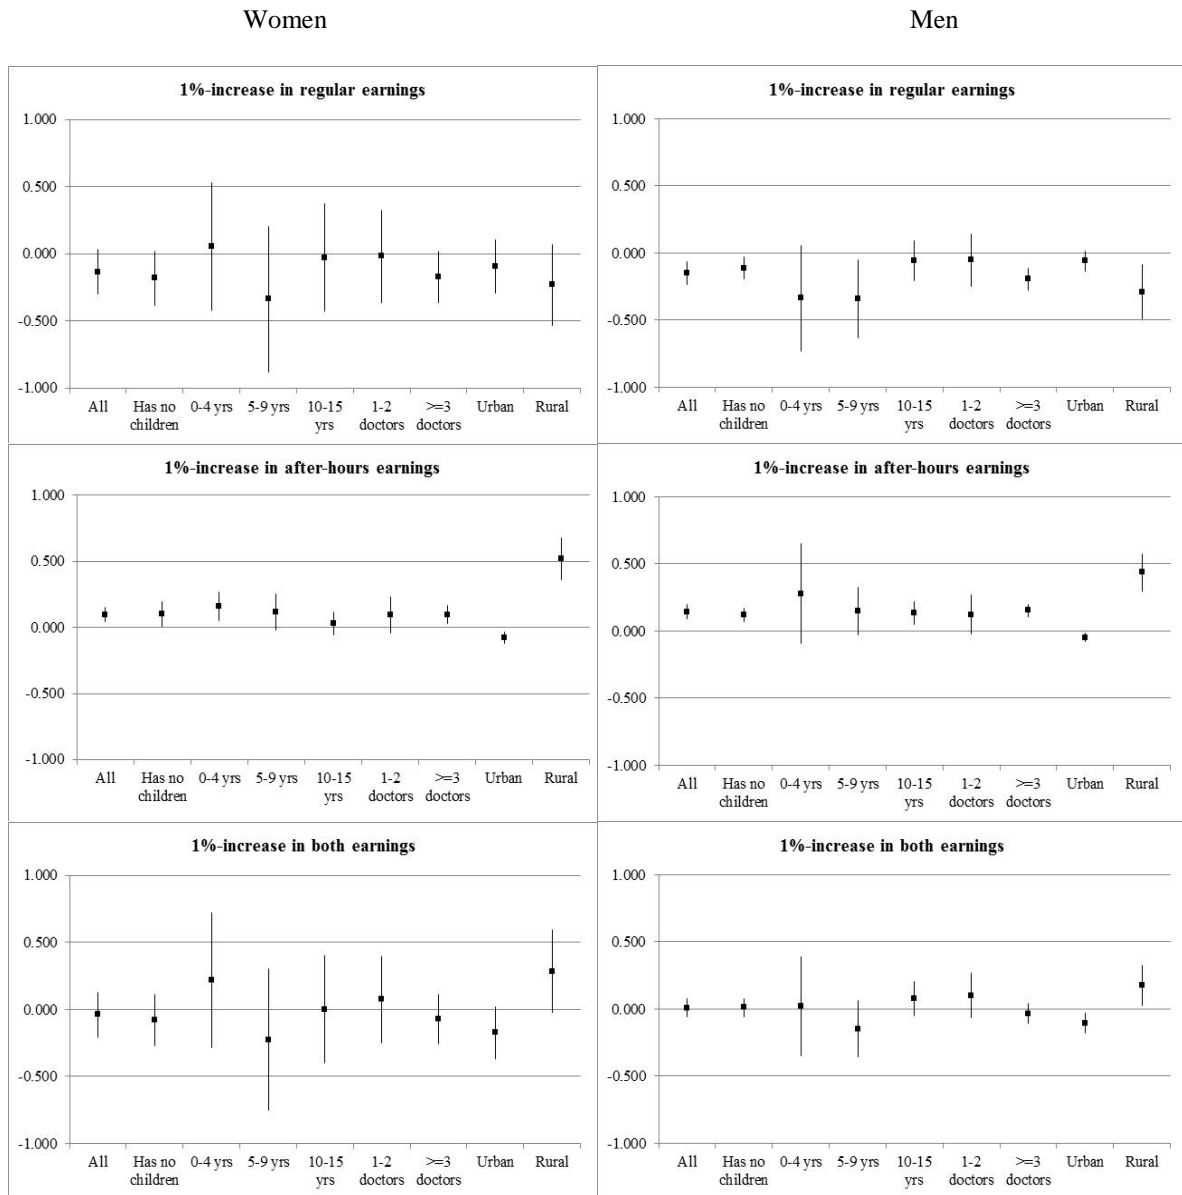 Women
Men
1%-increase in regular earnings
1.000
0.500
0.000
-0.500
-1.000
All Has no children 0-4 yrs 5-9 yrs 10-15 yrs 1-2 doctors >=3 doctors Urban Rural
1%-increase in regular earnings
1.000
0.500
0.000
-0.500
-1.000
All Has no children 0-4 yrs 5-9 yrs 10-15 yrs 1-2 doctors >=3 doctors Urban Rural
1%-increase in after-hours earnings
1.000
0.500
0.000
-0.500
-1.000
All Has no children 0-4 yrs 5-9 yrs 10-15 yrs 1-2 doctors >=3 doctors Urban Rural
1%-increase in after-hours earnings
1.000
0.500
0.000
-0.500
-1.000
All Has no children 0-4 yrs 5-9 yrs 10-15 yrs 1-2 doctors >=3 doctors Urban Rural
1%-increase in both earnings
1.000
0.500
0.000
-0.500
-1.000
All Has no children 0-4 yrs 5-9 yrs 10-15 yrs 1-2 doctors >=3 doctors Urban Rural
1%-increase in both earnings
1.000
0.500
0.000
-0.500
-1.000
All Has no children 0-4 yrs 5-9 yrs 10-15 yrs 1-2 doctors >=3 doctors Urban Rural